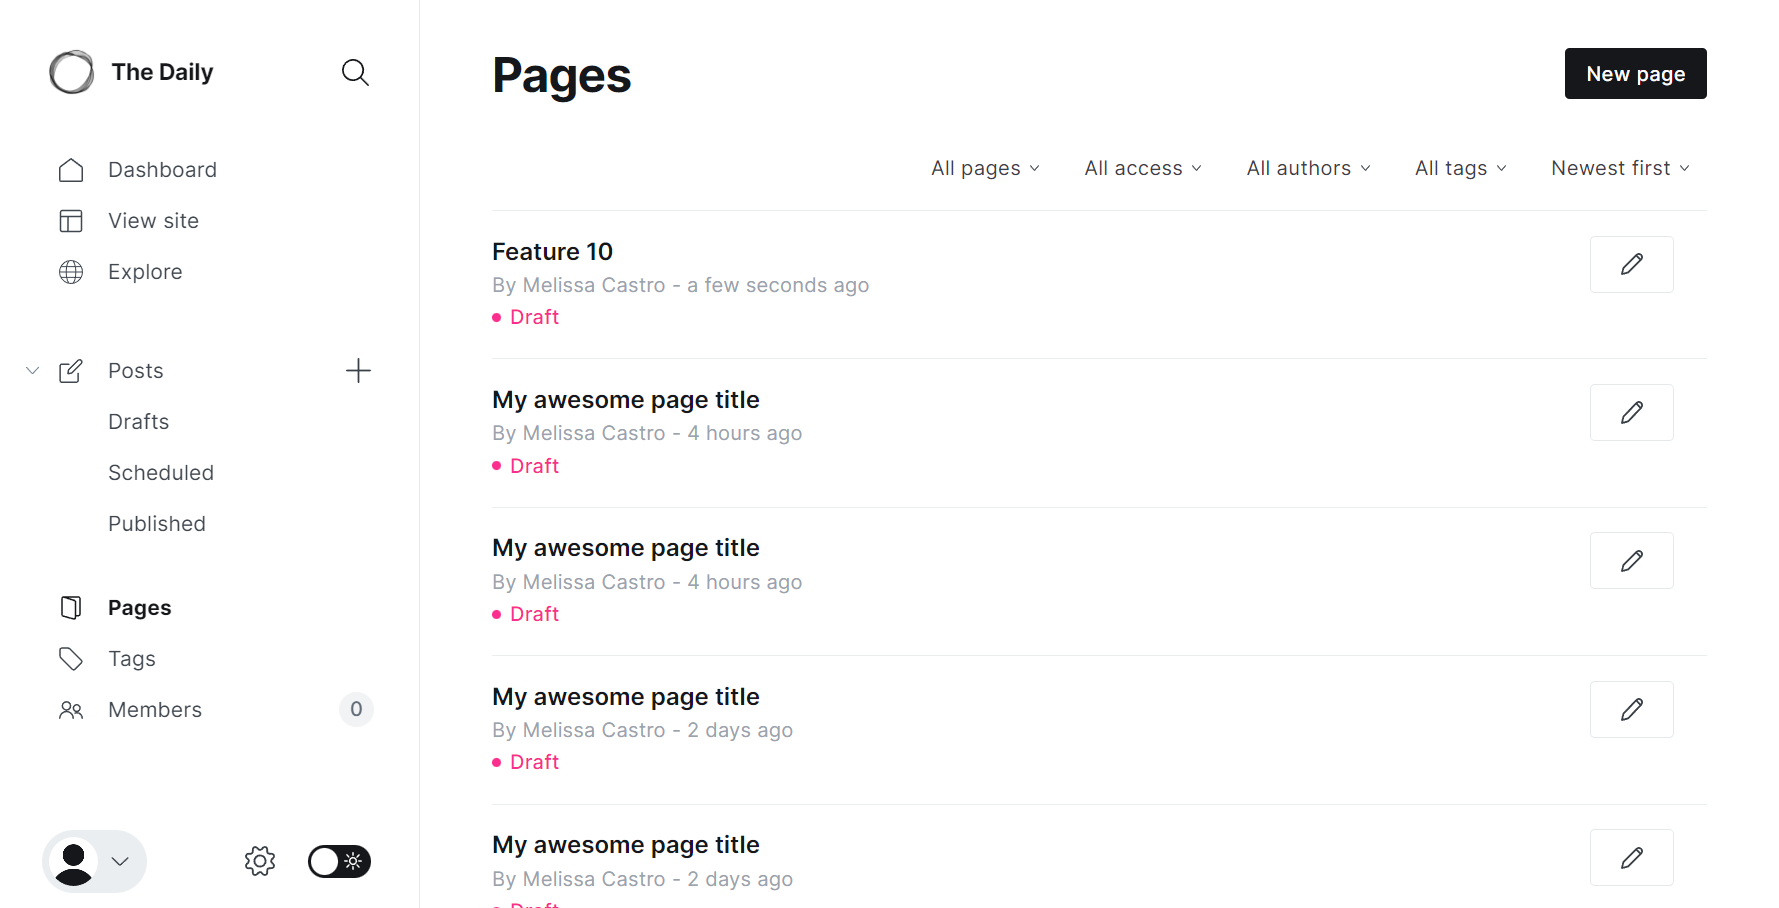 The Daily
Dashboard
View site
Explore
Posts
Drafts
Scheduled
Published
Pages
Tags
Members 0
Pages
New page
All pages All access All authors All tags Newest first
Feature 10
By Melissa Castro - a few seconds ago
Draft
My awesome page title
By Melissa Castro - 4 hours ago
Draft
My awesome page title
By Melissa Castro - 4 hours ago
Draft
My awesome page title
By Melissa Castro - 2 days ago
Draft
My awesome page title
By Melissa Castro - 2 days ago
Draft